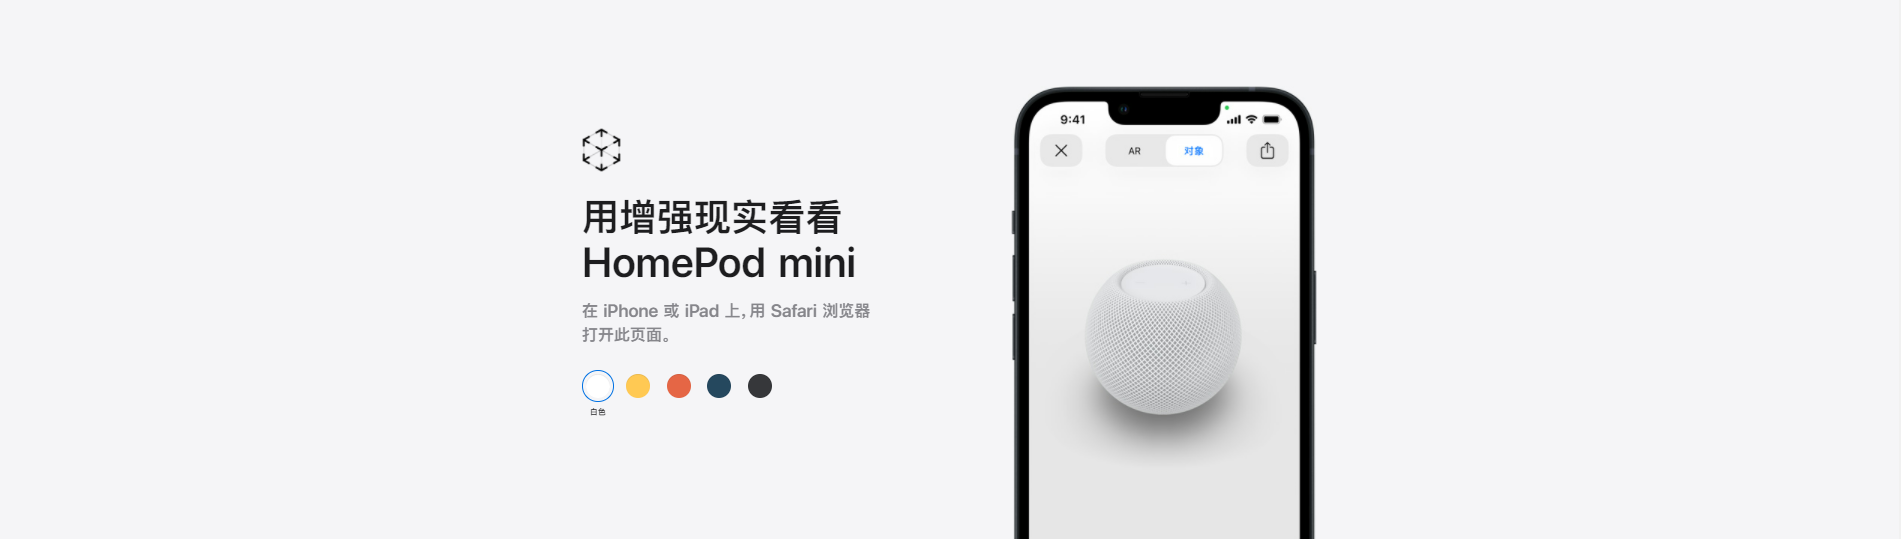 用增强现实看看
HomePod mini
在 iPhone 或 iPad 上，用 Safari 浏览器
打开此页面。
白色
9:41
AR
对象